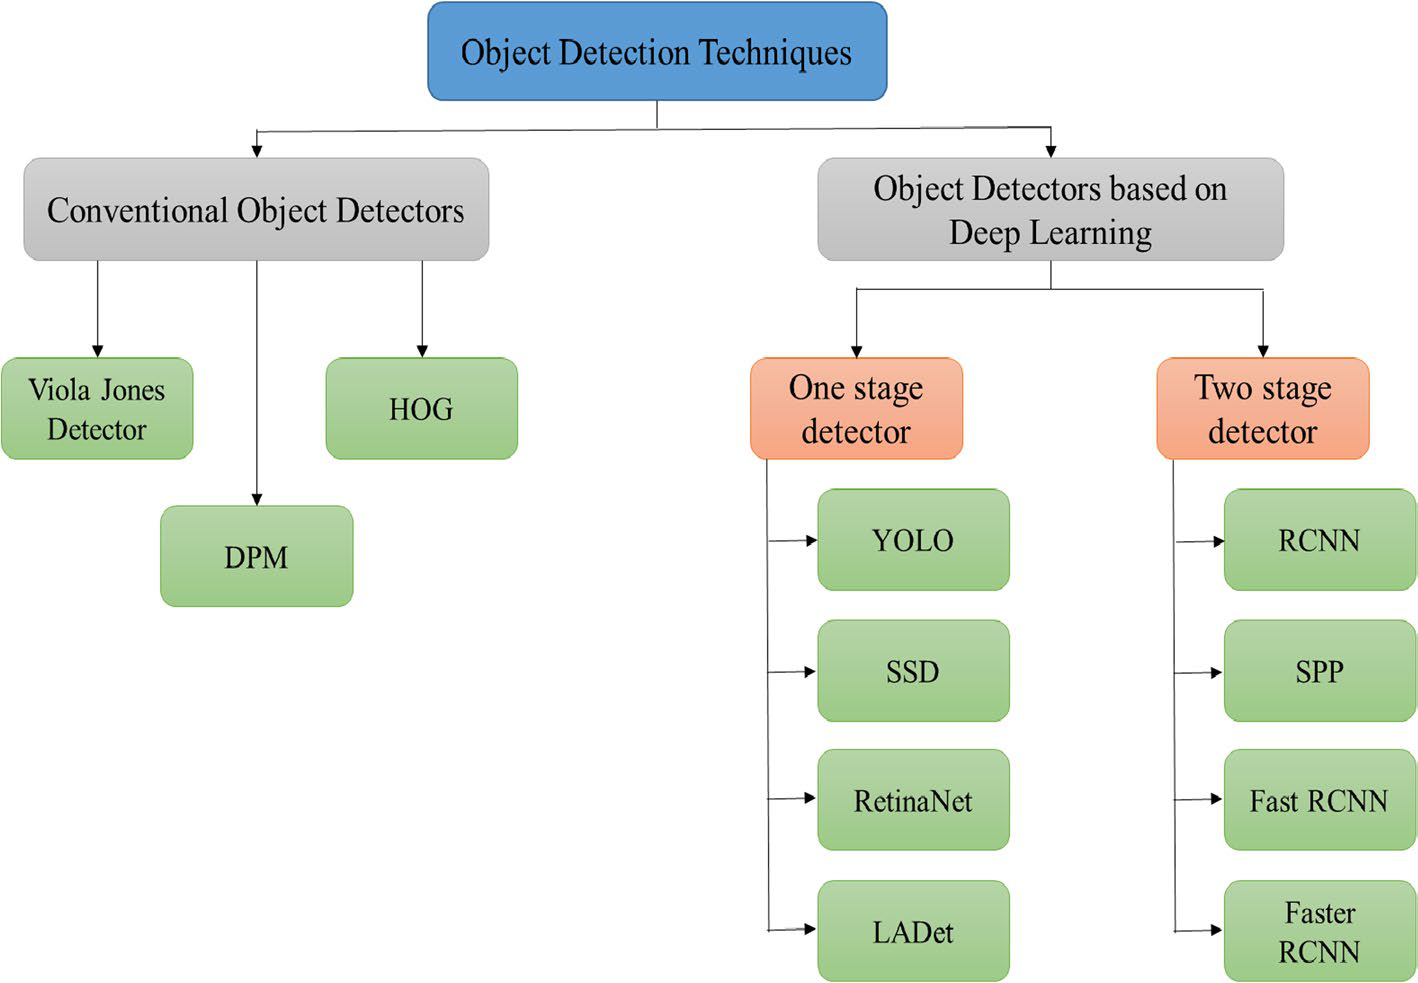 Object Detection Techniques
Conventional Object Detectors
Object Detectors based on
Deep Learning
Viola Jones
Detector
HOG
DPM
One stage
detector
Two stage
detector
YOLO
SSD
RetinaNet
LADet
RCNN
SPP
Fast RCNN
Faster
RCNN